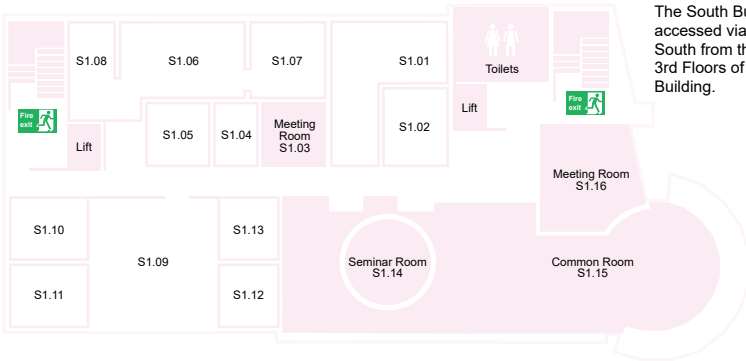 The South Bu
accessed via
South from th
3rd Floors of
Building.
S1.08
S1.06
S1.07
S1.01
Toilets
Fire
exit
Lift
S1.05
S1.04
Meeting
Room
S1.03
S1.02
Lift
Fire
exit
Meeting Room
S1.16
S1.10
S1.13
S1.09
Seminar Room
S1.14
Common Room
S1.15
S1.11
S1.12